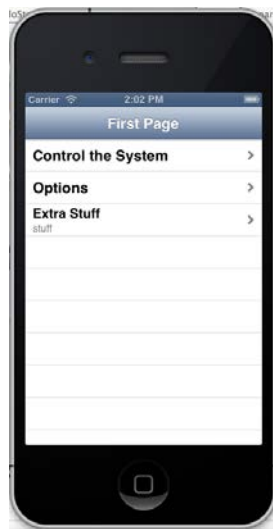 Carrier 2:02 PM
First Page
Control the System
Options
Extra Stuff
stuff